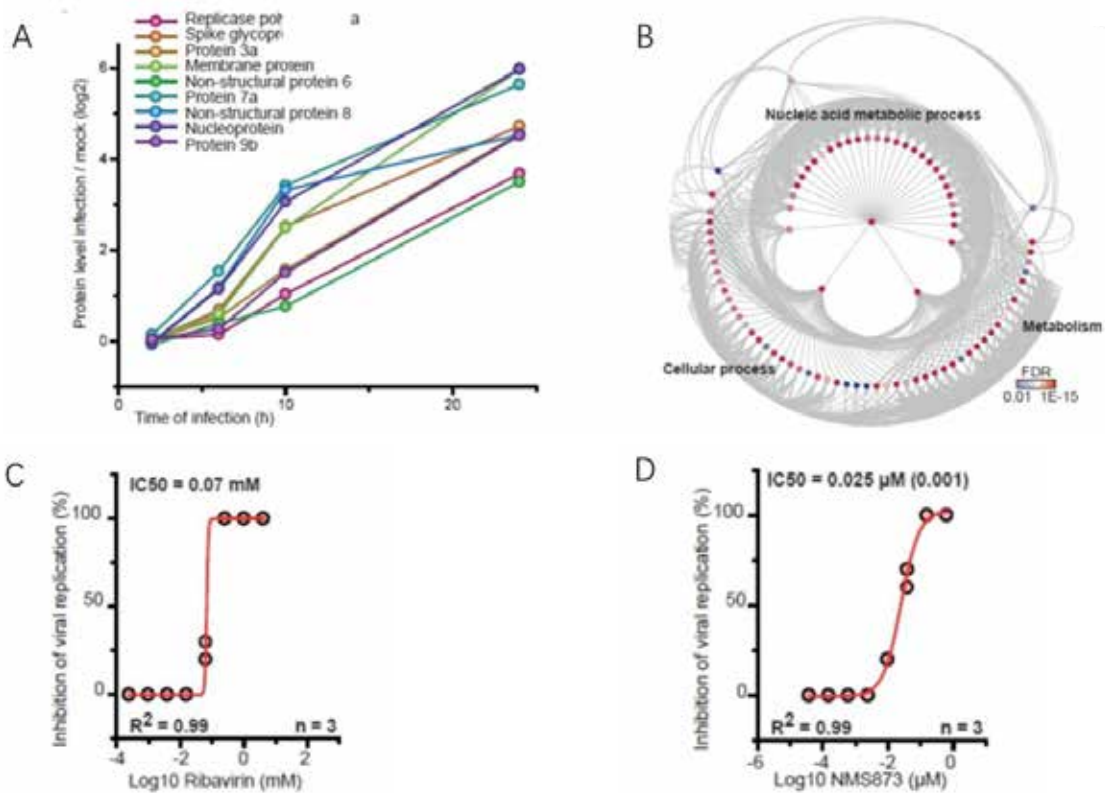 A
Replicase pol a
Spike glycopr
Protein 3a
Membrane protein
Non-structural protein 6
Protein 7a
Non-structural protein 8
Nucleoprotein
Protein 9b
Protein level infection / mock (log2)
6
4
2
0
0
10
20
Time of infection (h)
B
Nucleic acid metabolic process
Cellular process
Metabolism
FDR
0.01 1E-15
C
IC50 = 0.07 mM
Inhibition of viral replication (%)
100
50
0
R² = 0.99 n = 3
-4 -2 0 2
Log10 Ribavirin (mM)
D
IC50 = 0.025 µM (0.001)
Inhibition of viral replication (%)
100
50
0
R² = 0.99 n = 3
-6 -4 -2 0
Log10 NMS873 (µM)